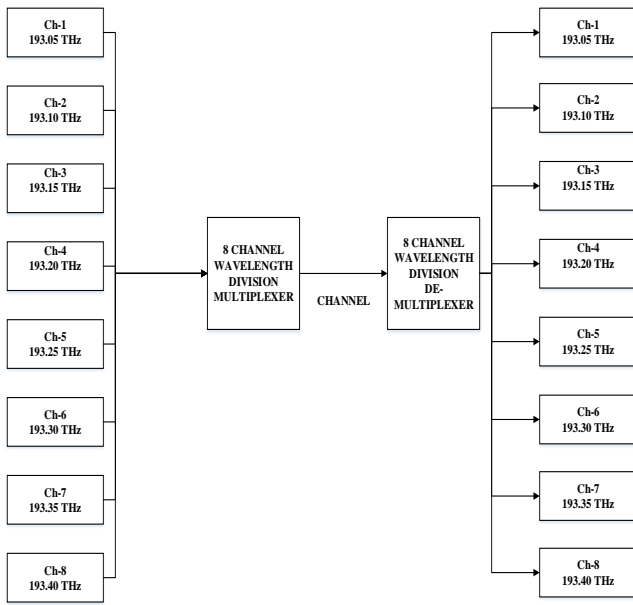 Ch-1
193.05 THz
Ch-2
193.10 THz
Ch-3
193.15 THz
Ch-4
193.20 THz
Ch-5
193.25 THz
Ch-6
193.30 THz
Ch-7
193.35 THz
Ch-8
193.40 THz
8 CHANNEL
WAVELENGTH
DIVISION
MULTIPLEXER
CHANNEL
8 CHANNEL
WAVELENGTH
DIVISION
DE-
MULTIPLEXER
Ch-1
193.05 THz
Ch-2
193.10 THz
Ch-3
193.15 THz
Ch-4
193.20 THz
Ch-5
193.25 THz
Ch-6
193.30 THz
Ch-7
193.35 THz
Ch-8
193.40 THz